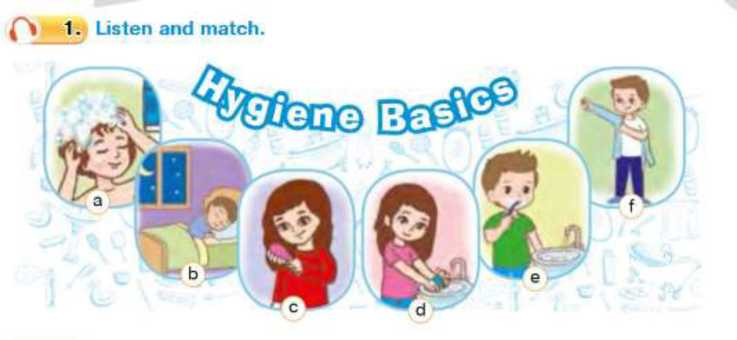 1. Listen and match.
Hygiene Basics
a
b
c
d
e
f